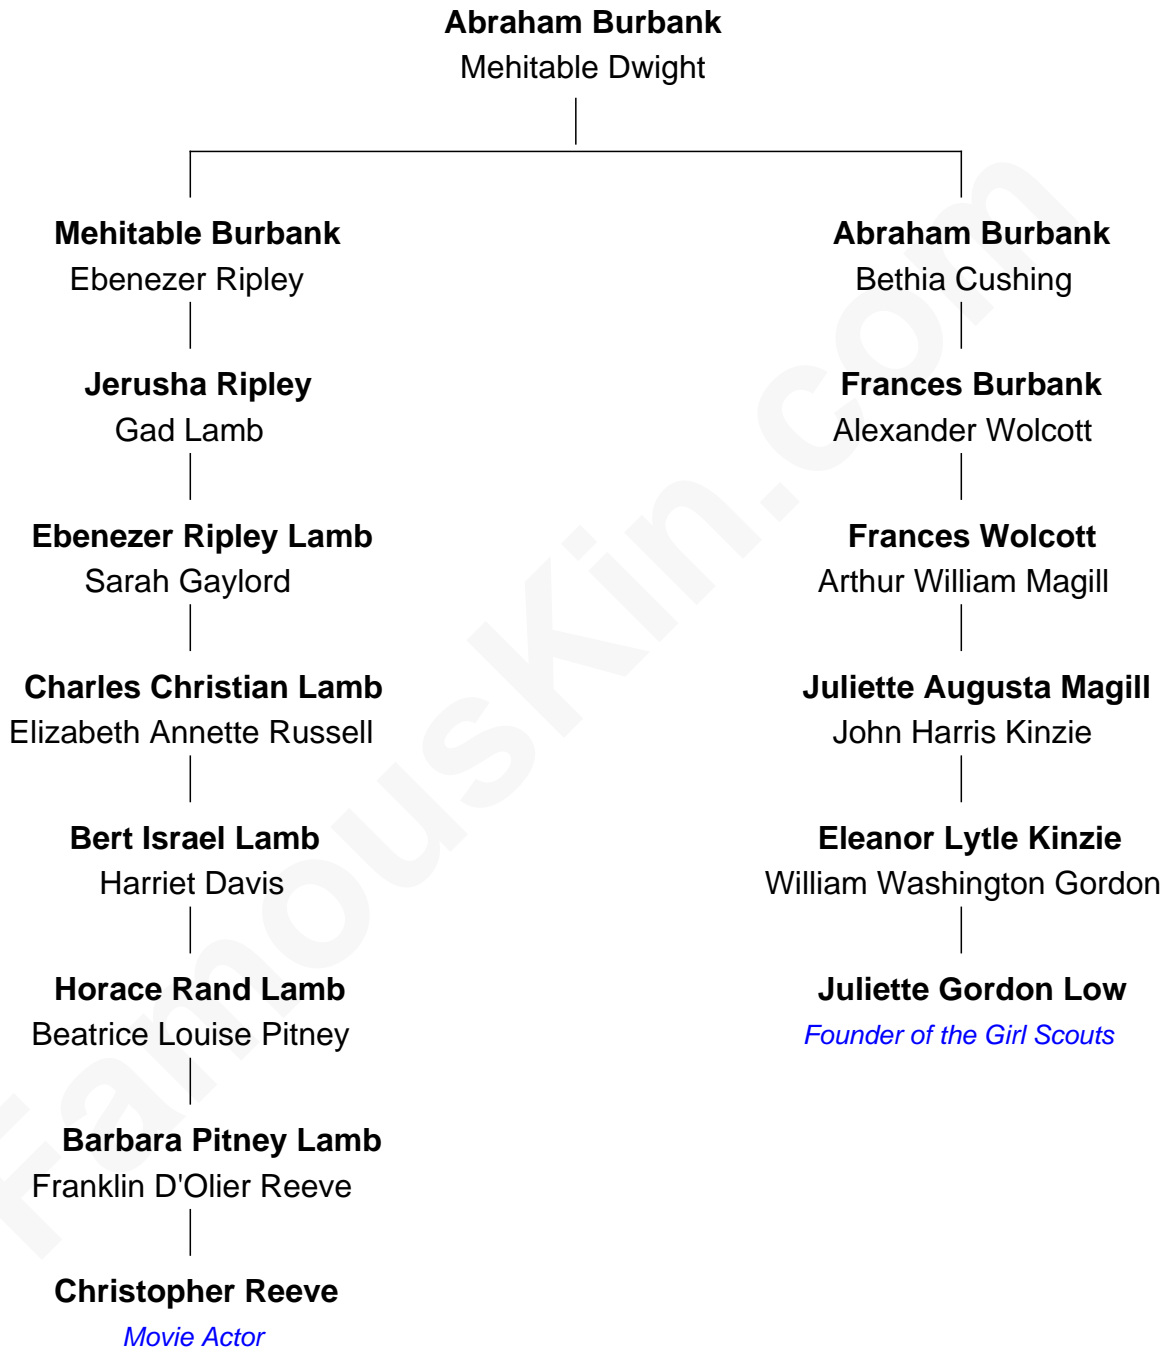 Abraham Burbank
Mehitable Dwight
Mehitable Burbank
Ebenezer Ripley
Abraham Burbank
Bethia Cushing
Jerusha Ripley
Gad Lamb
Frances Burbank
Alexander Wolcott
Ebenezer Ripley Lamb
Sarah Gaylord
Frances Wolcott
Arthur William Magill
Charles Christian Lamb
Elizabeth Annette Russell
Juliette Augusta Magill
John Harris Kinzie
Bert Israel Lamb
Harriet Davis
Eleanor Lytle Kinzie
William Washington Gordon
Horace Rand Lamb
Beatrice Louise Pitney
Juliette Gordon Low
Founder of the Girl Scouts
Barbara Pitney Lamb
Franklin D'Olier Reeve
Christopher Reeve
Movie Actor
FamousKin.com